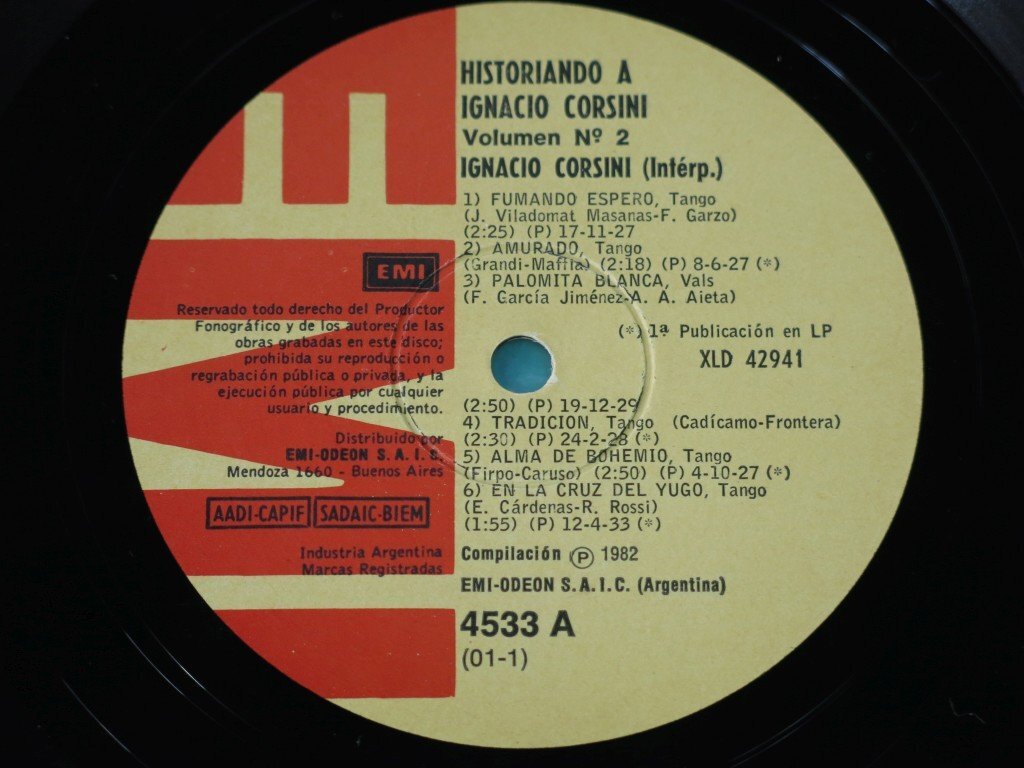 EMI
HISTORIANDO A
IGNACIO CORSINI
Volumen Nº 2
IGNACIO CORSINI (Intérp.)
1) FUMANDO ESPERO, Tango
(J. Viladomat Masanas-F. Garzo)
(2:25) (P) 17-11-27
2) AMURADO, Tango
(Grandi-Maffia) (2:18) (P) 8-6-27 (*)
3) PALOMITA BLANCA, Vals
(F. García Jiménez-A. A. Aieta)
(*) 1ª Publicación en LP
XLD 42941
(2:50) (P) 19-12-29
4) TRADICION, Tango (Cadícamo-Frontera)
(2:30) (P) 24-2-28 (*)
5) ALMA DE BOHEMIO, Tango
(Firpo-Caruso) (2:50) (P) 4-10-27 (*)
6) EN LA CRUZ DEL YUGO, Tango
(E. Cárdenas-R. Rossi)
(1:55) (P) 12-4-33 (*)
Compilación Ⓟ 1982
EMI-ODEON S.A.I.C. (Argentina)
4533 A
(01-1)
EMI
Reservado todo derecho del Productor
Fonográfico y de los autores de las
obras grabadas en este disco;
prohibida su reproducción o
regrabación pública o privada, y la
ejecución pública por cualquier
usuario y procedimiento.
Distribuido por
EMI-ODEON S.A.I.C.
Mendoza 1660 - Buenos Aires
AADI-CAPIF SADAIC-BIEM
Industria Argentina
Marcas Registradas